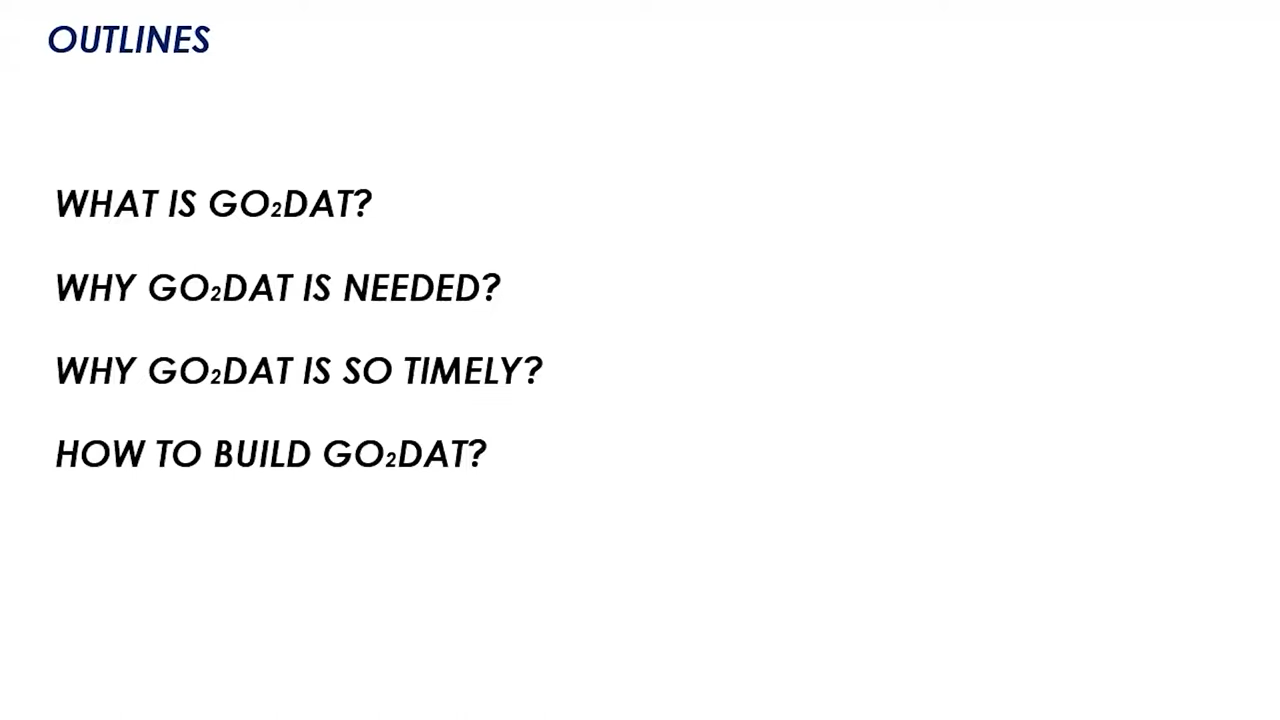 OUTLINES
WHAT IS GO₂DAT?
WHY GO₂DAT IS NEEDED?
WHY GO₂DAT IS SO TIMELY?
HOW TO BUILD GO₂DAT?